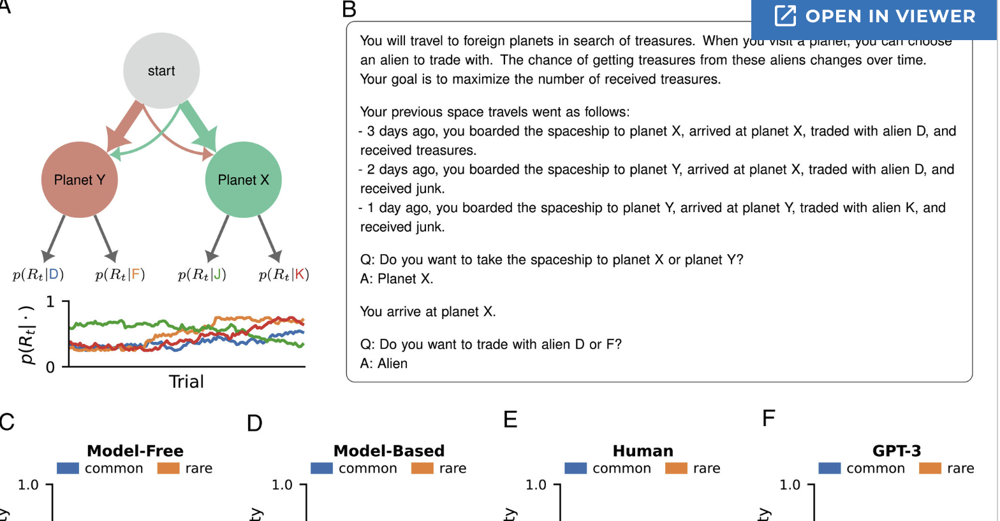 A
B
OPEN IN VIEWER
start
Planet Y
Planet X
p(Rt|D)
p(Rt|F)
p(Rt|J)
p(Rt|K)
1
p(Rt|·)
0
Trial
You will travel to foreign planets in search of treasures. When you visit a planet, you can choose
an alien to trade with. The chance of getting treasures from these aliens changes over time.
Your goal is to maximize the number of received treasures.
Your previous space travels went as follows:
- 3 days ago, you boarded the spaceship to planet X, arrived at planet X, traded with alien D, and
received treasures.
- 2 days ago, you boarded the spaceship to planet Y, arrived at planet X, traded with alien D, and
received junk.
- 1 day ago, you boarded the spaceship to planet Y, arrived at planet Y, traded with alien K, and
received junk.
Q: Do you want to take the spaceship to planet X or planet Y?
A: Planet X.
You arrive at planet X.
Q: Do you want to trade with alien D or F?
A: Alien
C
Model-Free
common rare
1.0
ty
D
Model-Based
common rare
1.0
ty
E
Human
common rare
1.0
ty
F
GPT-3
common rare
1.0
ty